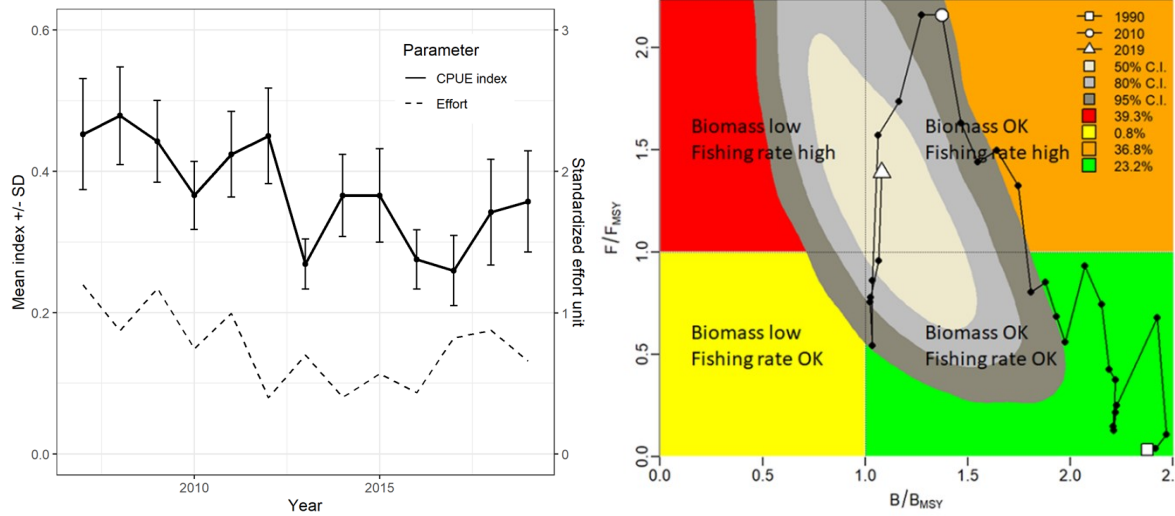 0.6
0.4
0.2
0.0
Mean index +/- SD
2010
2015
Year
3
2
1
0
Standardized effort unit
Parameter
CPUE index
Effort
2.0
1.5
1.0
0.5
0.0
F/FMSY
0.0
0.5
1.0
1.5
2.0
2.
B/BMSY
Biomass low
Fishing rate high
Biomass OK
Fishing rate high
Biomass low
Fishing rate OK
Biomass OK
Fishing rate OK
1990
2010
2019
50% C.I.
80% C.I.
95% C.I.
39.3%
0.8%
36.8%
23.2%